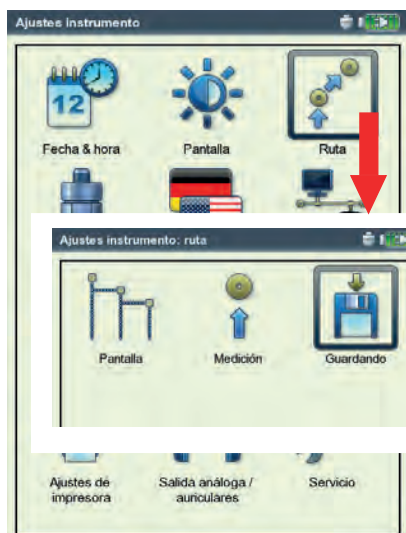 Ajustes instrumento
12
Fecha & hora
Pantalla
Ruta
Ajustes instrumento: ruta
Pantalla
Medición
Guardando
Ajustes de
impresora
Salida análoga /
auriculares
Servicio